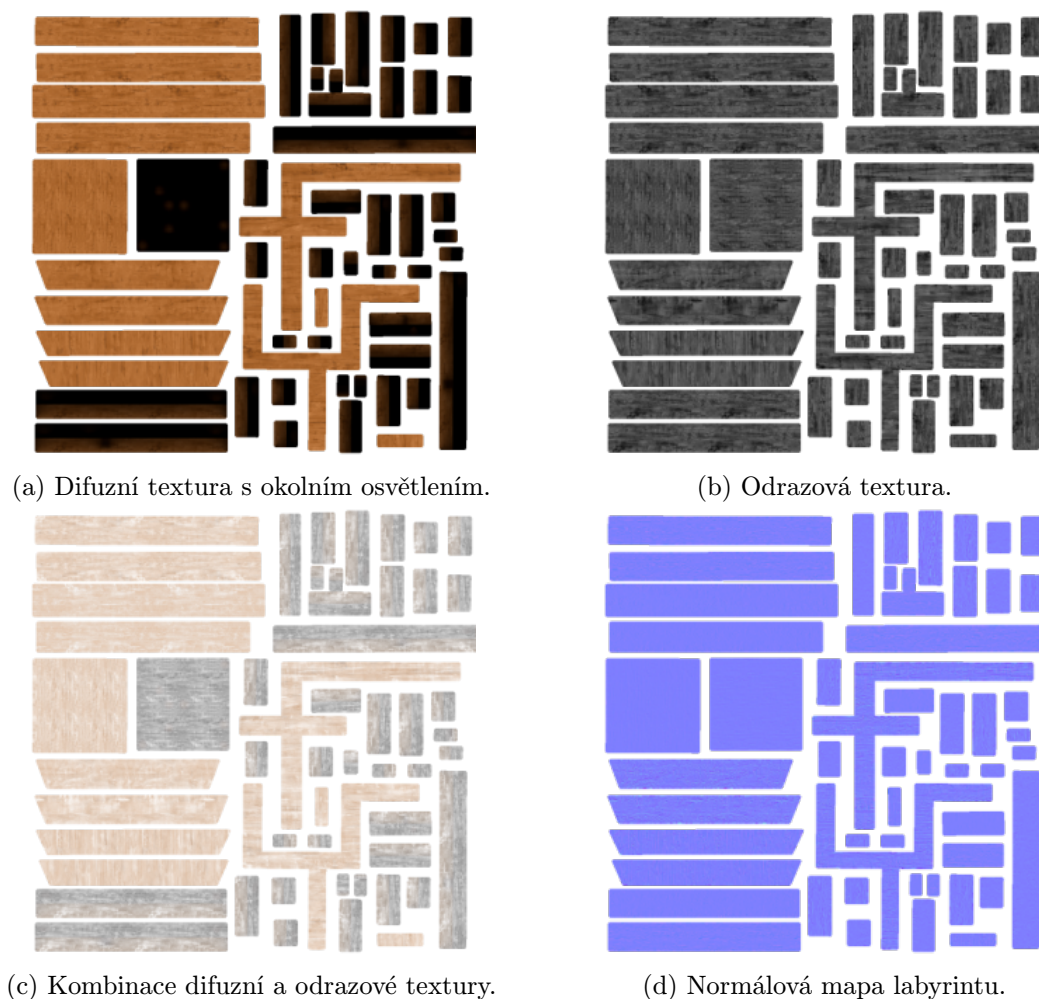 (a) Difuzní textura s okolním osvětlením.
(b) Odrazová textura.
(c) Kombinace difuzní a odrazové textury.
(d) Normálová mapa labyrintu.